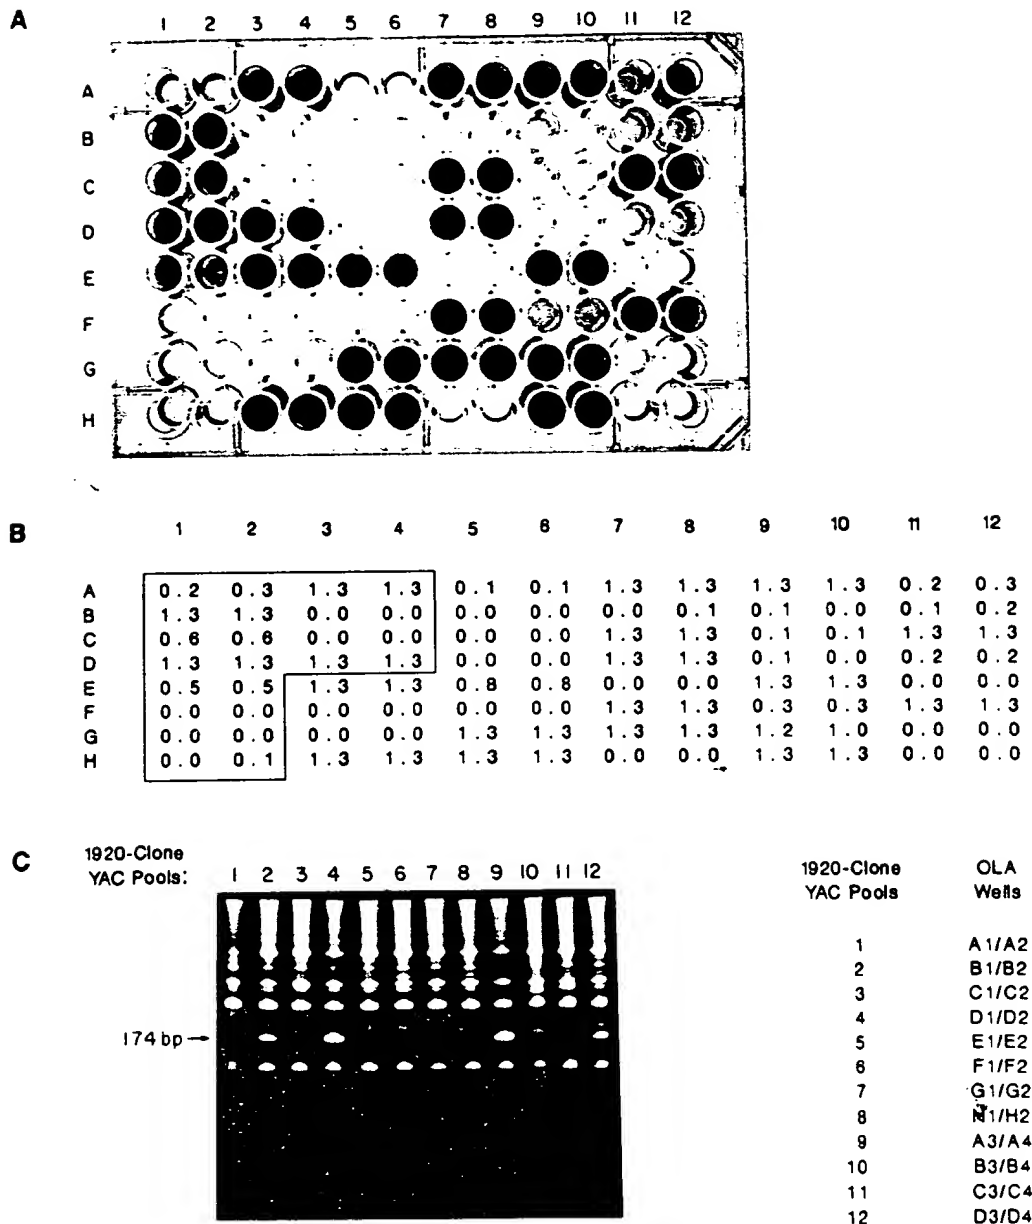 A
1 2 3 4 5 6 7 8 9 10 11 12
A
B
C
D
E
F
G
H
B
1 2 3 4 5 6 7 8 9 10 11 12
A 0.2 0.3 1.3 1.3 0.1 0.1 1.3 1.3 1.3 1.3 0.2 0.3
B 1.3 1.3 0.0 0.0 0.0 0.0 0.0 0.1 0.1 0.0 0.1 0.2
C 0.6 0.6 0.0 0.0 0.0 0.0 1.3 1.3 0.1 0.1 1.3 1.3
D 1.3 1.3 1.3 1.3 0.0 0.0 1.3 1.3 0.1 0.0 0.2 0.2
E 0.5 0.5 1.3 1.3 0.8 0.8 0.0 0.0 1.3 1.3 0.0 0.0
F 0.0 0.0 0.0 0.0 0.0 0.0 1.3 1.3 0.3 0.3 1.3 1.3
G 0.0 0.0 0.0 0.0 1.3 1.3 1.3 1.3 1.2 1.0 0.0 0.0
H 0.0 0.1 1.3 1.3 1.3 1.3 0.0 0.0 1.3 1.3 0.0 0.0
C
1920-Clone
YAC Pools: 1 2 3 4 5 6 7 8 9 10 11 12
174 bp
1920-Clone OLA
YAC Pools Wells
1 A1/A2
2 B1/B2
3 C1/C2
4 D1/D2
5 E1/E2
6 F1/F2
7 G1/G2
8 H1/H2
9 A3/A4
10 B3/B4
11 C3/C4
12 D3/D4